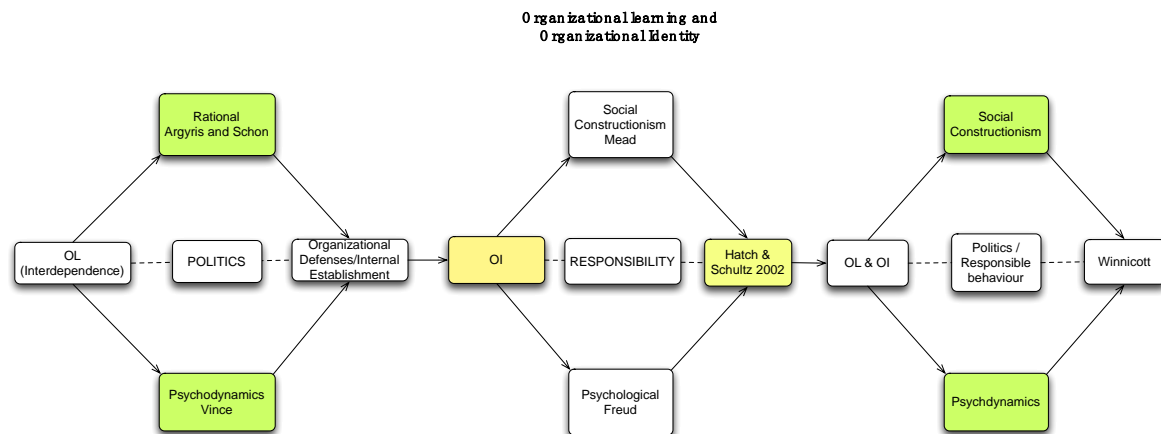 Organizational learning and
Organizational Identity
Rational
Argyris and Schon
OL
(Interdependence)
POLITICS
Organizational
Defenses/Internal
Establishment
Psychodynamics
Vince
Social
Constructionism
Mead
OI
RESPONSIBILITY
Hatch &
Schultz 2002
Psychological
Freud
Social
Constructionism
OL & OI
Politics /
Responsible
behaviour
Winnicott
Psychdynamics